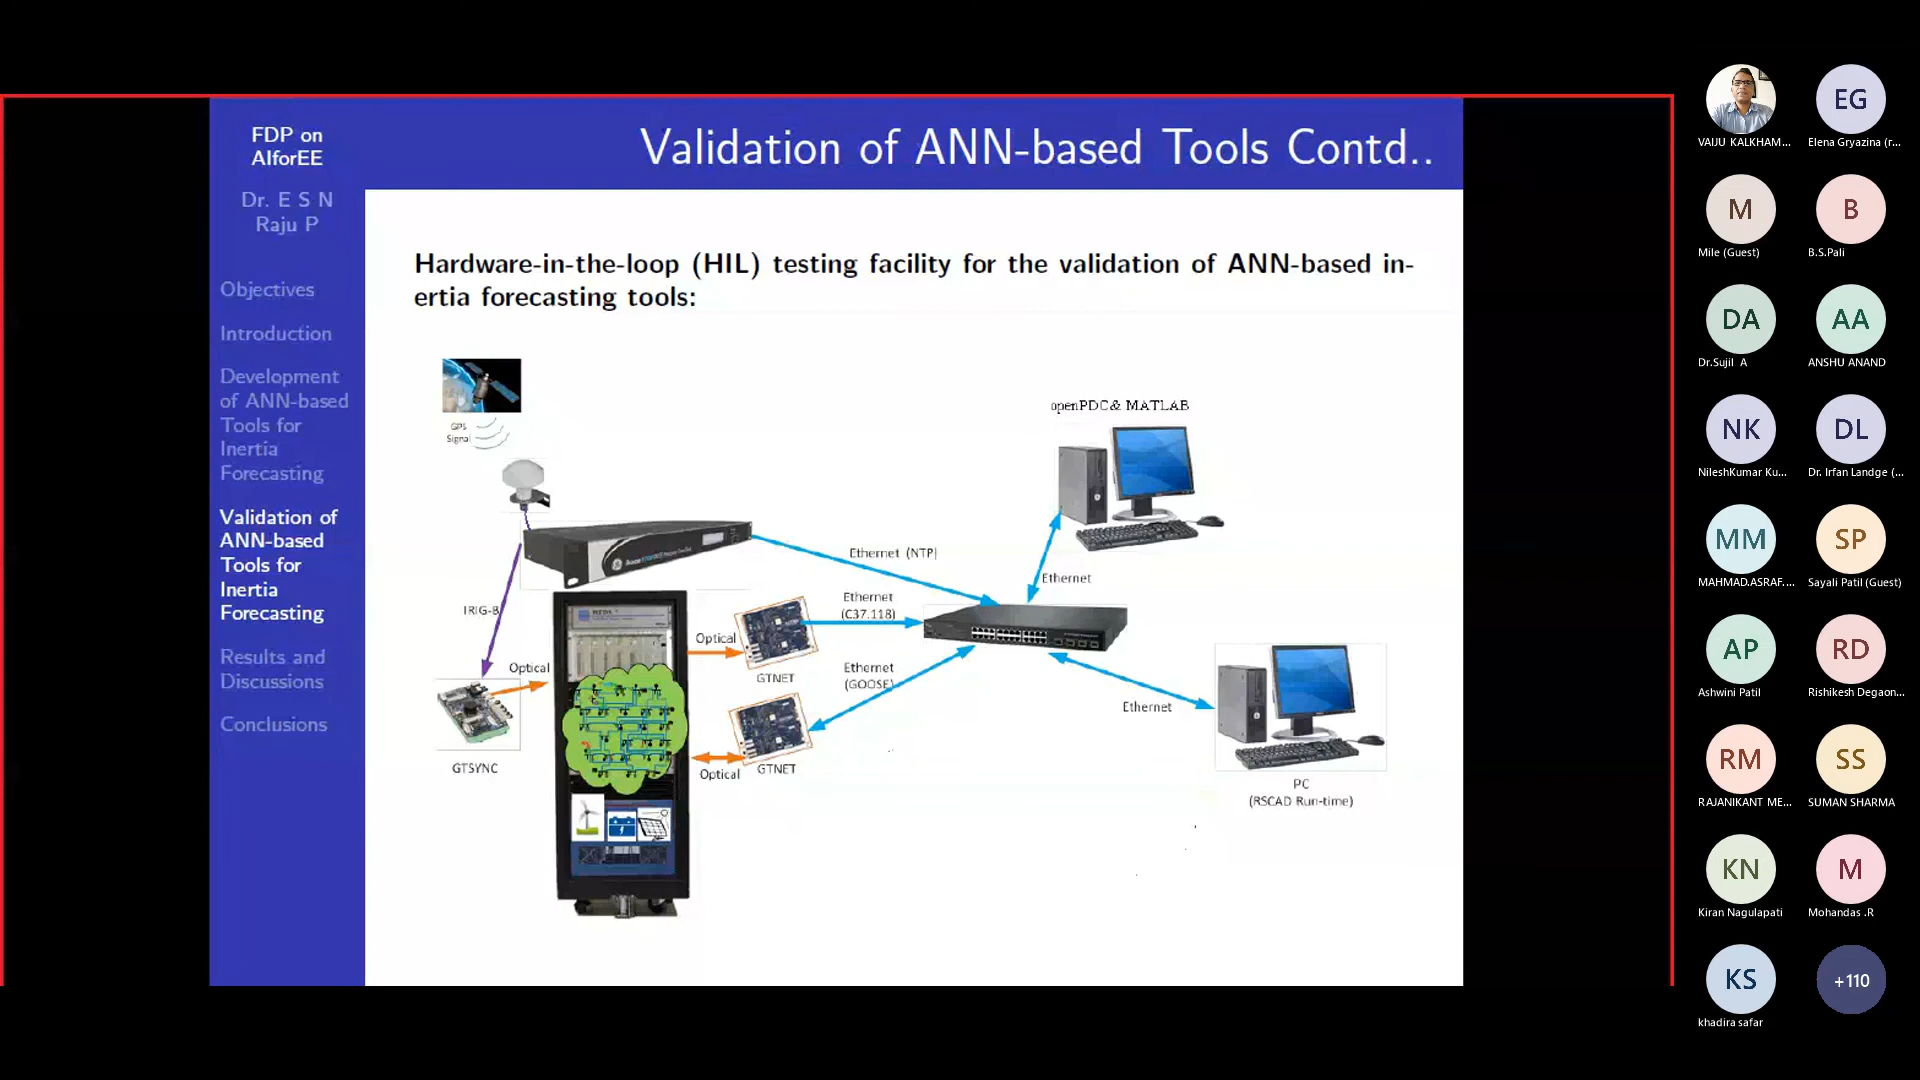 FDP on
AIforEE
Dr. E S N
Raju P
Objectives
Introduction
Development
of ANN-based
Tools for
Inertia
Forecasting
Validation of
ANN-based
Tools for
Inertia
Forecasting
Results and
Discussions
Conclusions
Validation of ANN-based Tools Contd..
Hardware-in-the-loop (HIL) testing facility for the validation of ANN-based in-
ertia forecasting tools:
GPS
Signal
openPDC& MATLAB
Ethernet (NTP)
Ethernet
Ethernet
(C37.118)
IRIG-B
Optical
Optical
GTNET
Ethernet
(GOOSE)
Ethernet
GTSYNC
Optical
GTNET
PC
(RSCAD Run-time)
VAIJU KALKHAM...
EG
Elena Gryazina (r...
M
Mile (Guest)
B
B.S.Pali
DA
Dr.Sujil A
AA
ANSHU ANAND
NK
NileshKumar Ku...
DL
Dr. Irfan Landge (...
MM
MAHMAD.ASRAF....
SP
Sayali Patil (Guest)
AP
Ashwini Patil
RD
Rishikesh Degaon...
RM
RAJANIKANT ME...
SS
SUMAN SHARMA
KN
Kiran Nagulapati
M
Mohandas .R
KS
khadira safar
+110